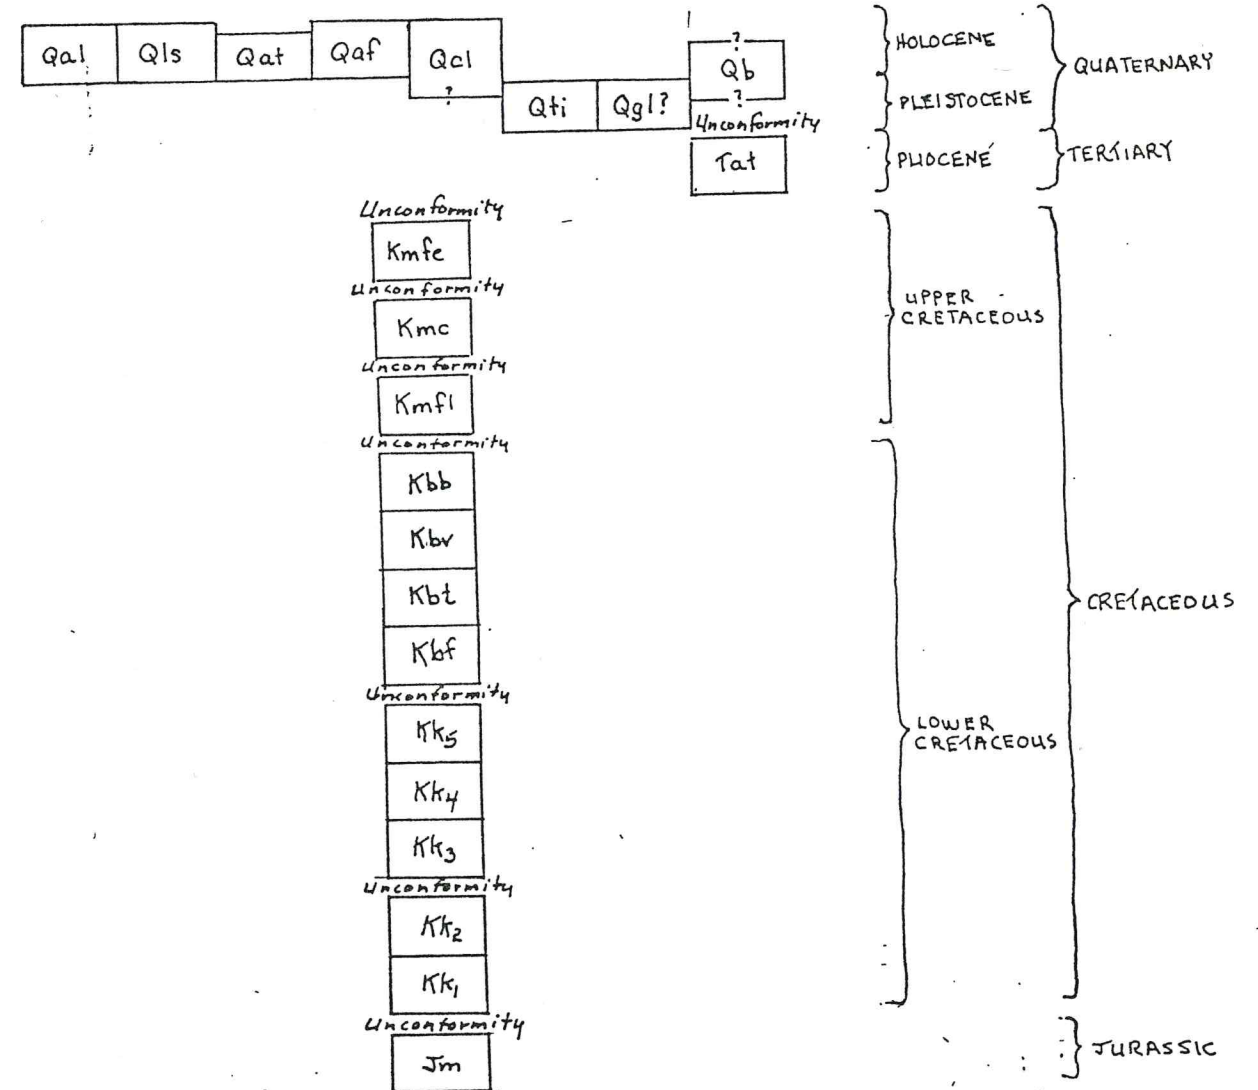 Qal Qls Qat Qaf Qcl
?
Qti Qgl?
?
Qb
?
Unconformity
Tat
HOLOCENE
PLEISTOCENE
PLIOCENE
QUATERNARY
TERTIARY
Unconformity
Kmfe
Unconformity
Kmc
Unconformity
Kmfl
Unconformity
Kbb
Kbv
Kbt
Kbf
Unconformity
Kk5
Kk4
Kk3
Unconformity
Kk2
Kk1
Unconformity
Jm
UPPER
CRETACEOUS
LOWER
CRETACEOUS
CRETACEOUS
JURASSIC